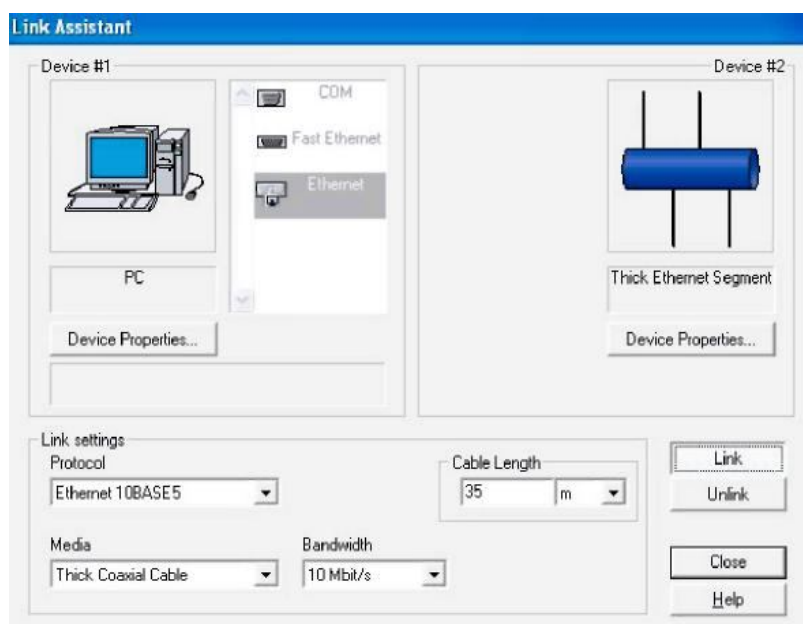 Link Assistant
Device #1
Device #2
COM
Fast Ethernet
Ethernet
PC
Thick Ethernet Segment
Device Properties...
Device Properties...
Link settings
Protocol
Cable Length
Link
Ethernet 10BASE5
35
m
Unlink
Media
Bandwidth
Thick Coaxial Cable
10 Mbit/s
Close
Help